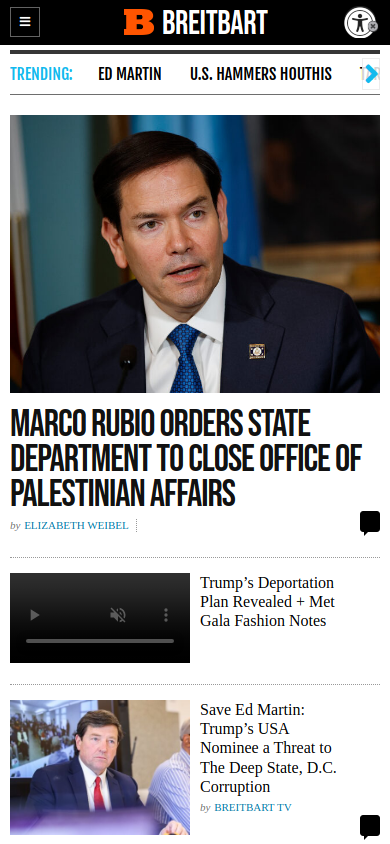 B BREITBART
TRENDING: ED MARTIN U.S. HAMMERS HOUTHIS
MARCO RUBIO ORDERS STATE
DEPARTMENT TO CLOSE OFFICE OF
PALESTINIAN AFFAIRS
by ELIZABETH WEIBEL
Trump's Deportation
Plan Revealed + Met
Gala Fashion Notes
Save Ed Martin:
Trump's USA
Nominee a Threat to
The Deep State, D.C.
Corruption
by BREITBART TV